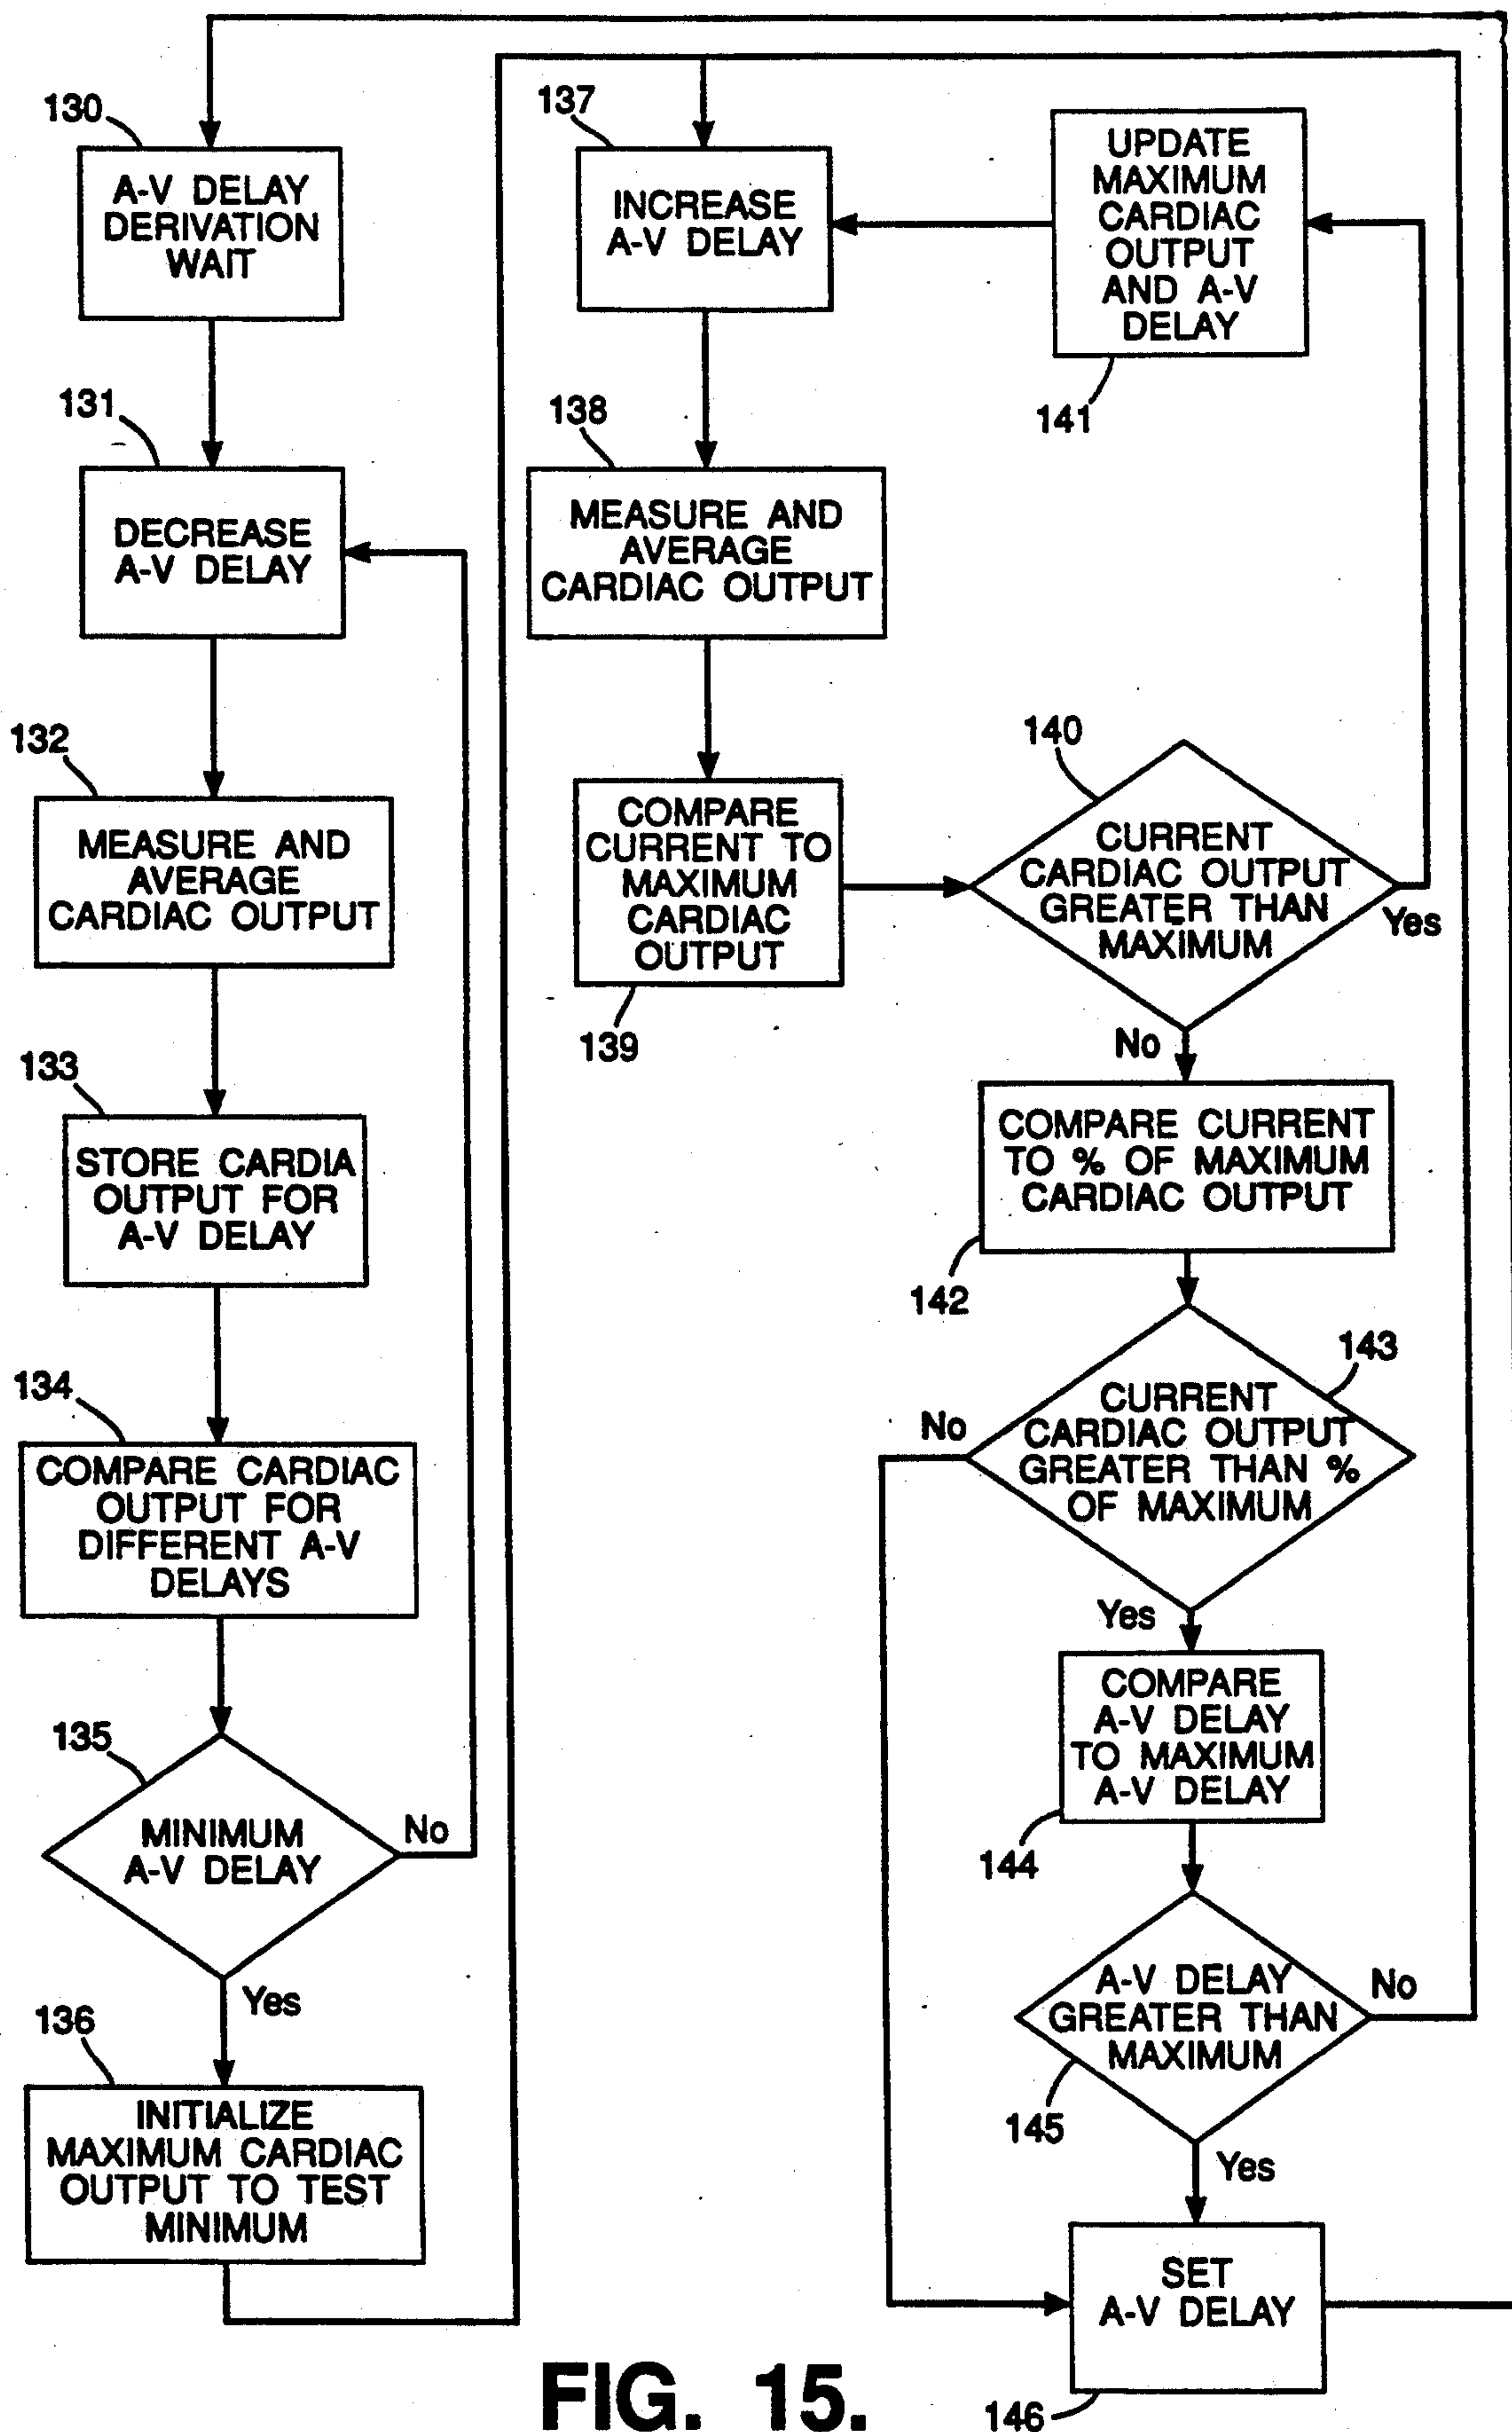 130
A-V DELAY
DERIVATION
WAIT
131
DECREASE
A-V DELAY
132
MEASURE AND
AVERAGE
CARDIAC OUTPUT
133
STORE CARDIA
OUTPUT FOR
A-V DELAY
134
COMPARE CARDIAC
OUTPUT FOR
DIFFERENT A-V
DELAYS
135
MINIMUM
A-V DELAY
No
Yes
136
INITIALIZE
MAXIMUM CARDIAC
OUTPUT TO TEST
MINIMUM
137
INCREASE
A-V DELAY
138
MEASURE AND
AVERAGE
CARDIAC OUTPUT
139
COMPARE
CURRENT TO
MAXIMUM
CARDIAC
OUTPUT
140
CURRENT
CARDIAC OUTPUT
GREATER THAN
MAXIMUM
Yes
No
141
UPDATE
MAXIMUM
CARDIAC
OUTPUT
AND A-V
DELAY
142
COMPARE CURRENT
TO % OF MAXIMUM
CARDIAC OUTPUT
143
CURRENT
CARDIAC OUTPUT
GREATER THAN %
OF MAXIMUM
No
Yes
144
COMPARE
A-V DELAY
TO MAXIMUM
A-V DELAY
145
A-V DELAY
GREATER THAN
MAXIMUM
No
Yes
146
SET
A-V DELAY
FIG. 15.